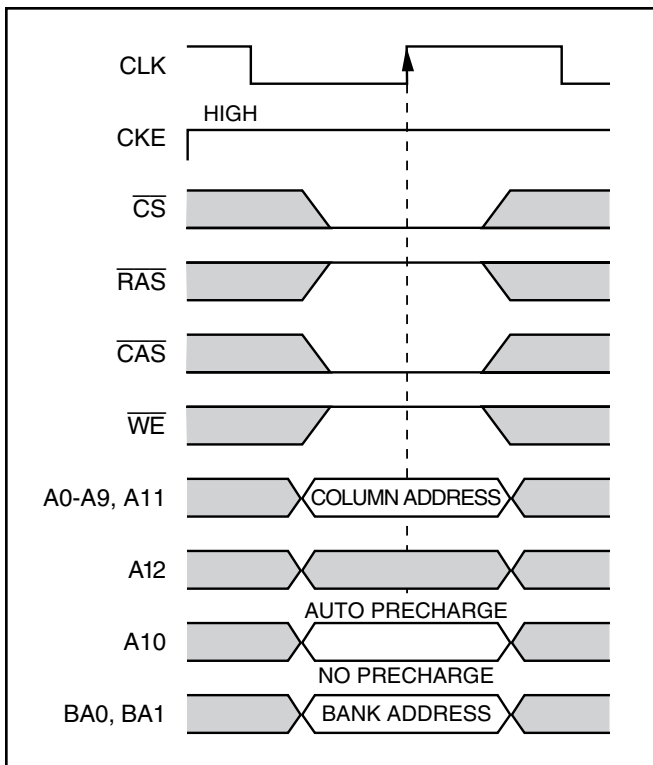 CLK
HIGH
CKE
CS
RAS
CAS
WE
A0-A9, A11
COLUMN ADDRESS
A12
AUTO PRECHARGE
A10
NO PRECHARGE
BA0, BA1
BANK ADDRESS